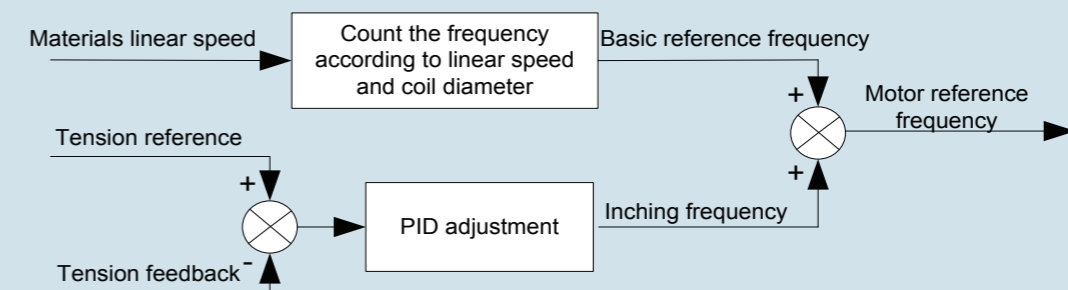 Materials linear speed
Count the frequency
according to linear speed
and coil diameter
Basic reference frequency
+
Motor reference
frequency
Tension reference
+
+
PID adjustment
Inching frequency
Tension feedback
-